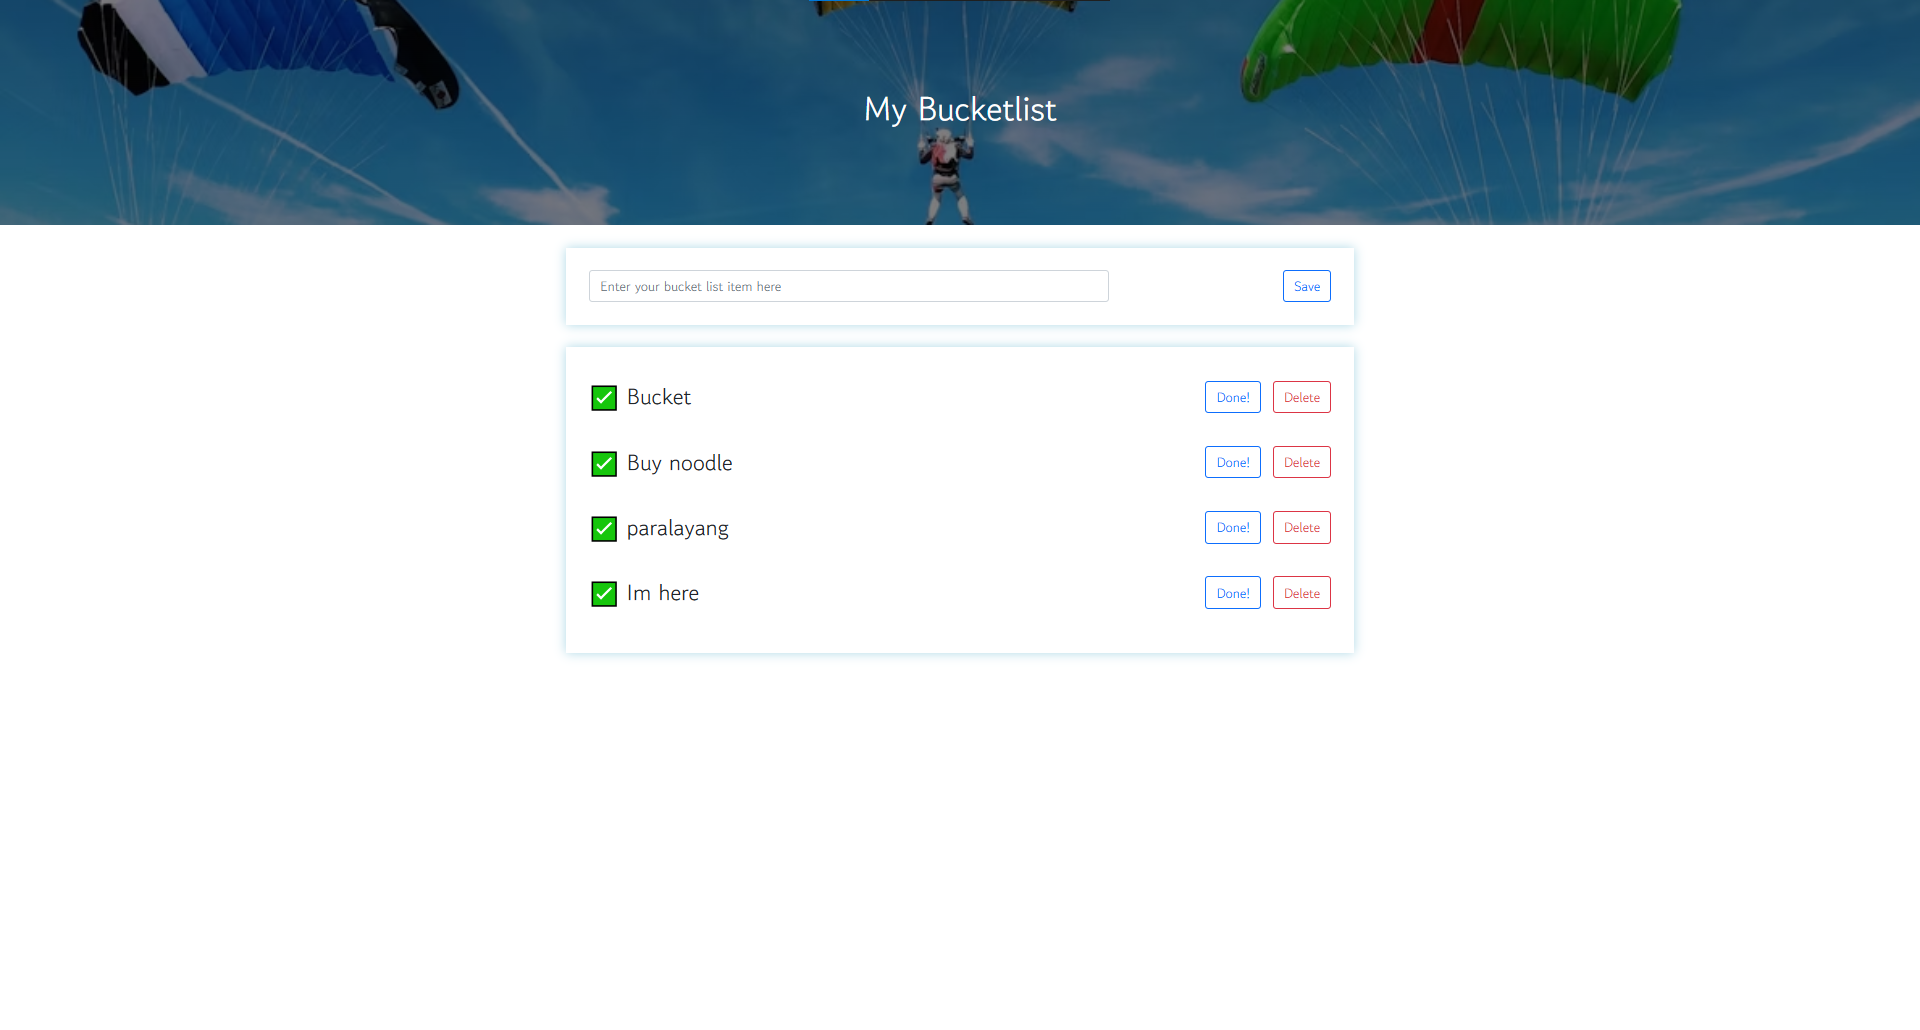 My Bucketlist
Enter your bucket list item here Save
✅ Bucket Done! Delete
✅ Buy noodle Done! Delete
✅ paralayang Done! Delete
✅ Im here Done! Delete